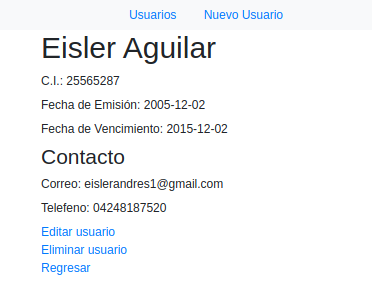 Usuarios Nuevo Usuario
Eisler Aguilar
C.I.: 25565287
Fecha de Emisión: 2005-12-02
Fecha de Vencimiento: 2015-12-02
Contacto
Correo: eislerandres1@gmail.com
Telefeno: 04248187520
Editar usuario
Eliminar usuario
Regresar